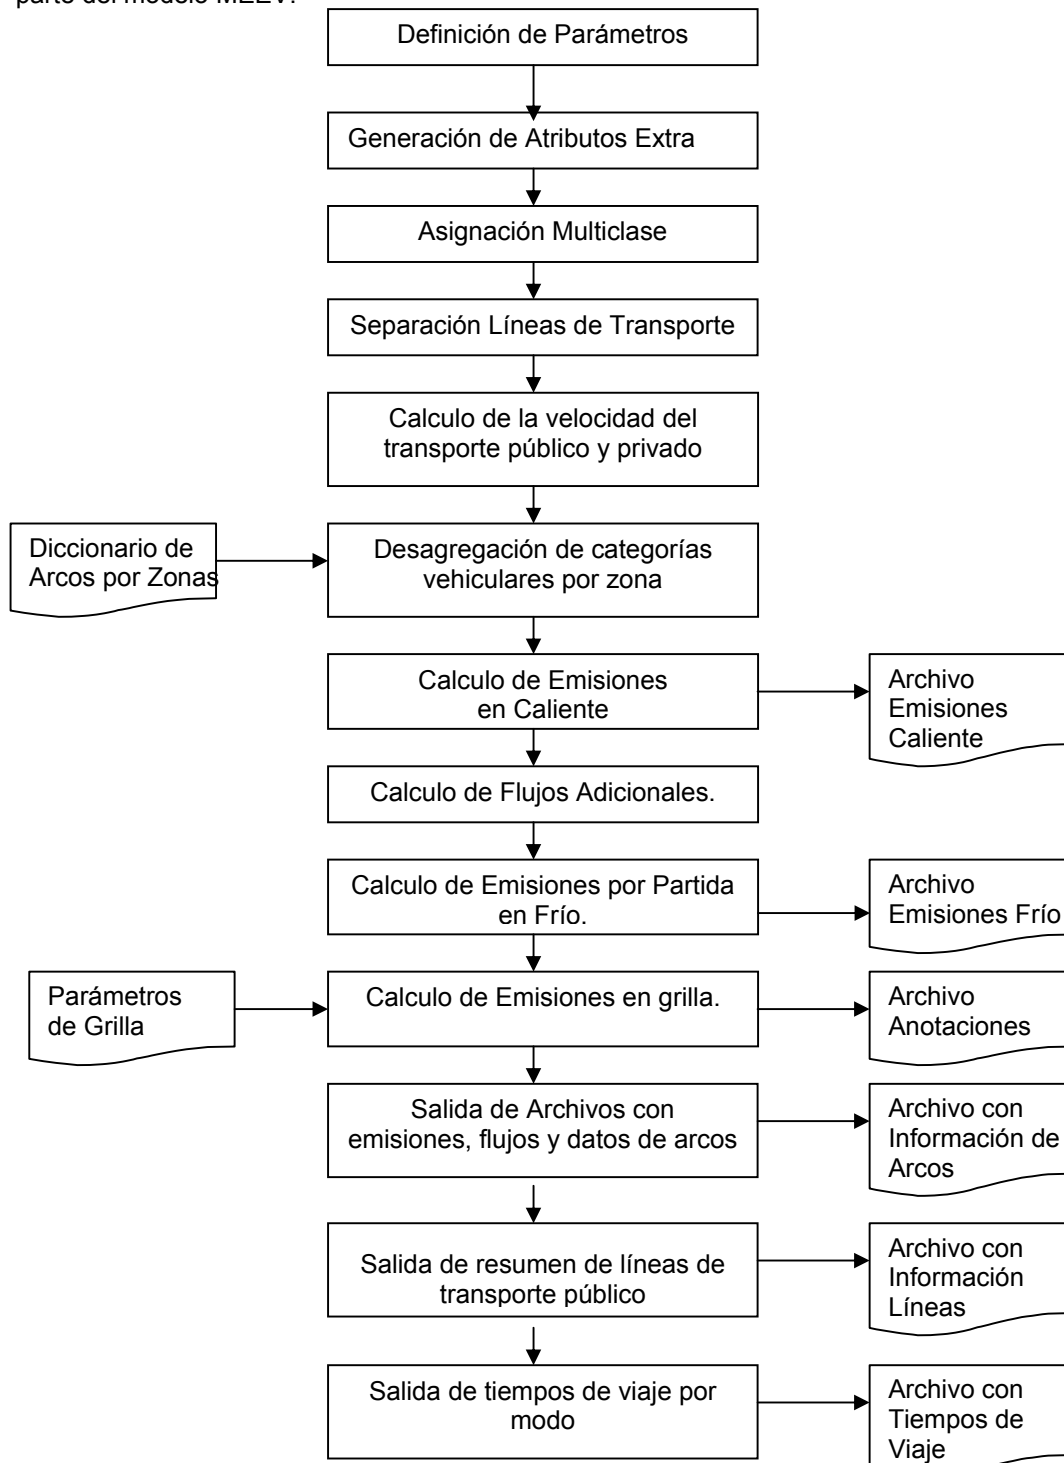 parte del modelo MEEV.
Definición de Parámetros
Generación de Atributos Extra
Asignación Multiclase
Separación Líneas de Transporte
Calculo de la velocidad del
transporte público y privado
Diccionario de
Arcos por Zonas
Desagregación de categorías
vehiculares por zona
Calculo de Emisiones
en Caliente
Archivo
Emisiones
Caliente
Calculo de Flujos Adicionales.
Calculo de Emisiones por Partida
en Frío.
Archivo
Emisiones Frío
Parámetros
de Grilla
Calculo de Emisiones en grilla.
Archivo
Anotaciones
Salida de Archivos con
emisiones, flujos y datos de arcos
Archivo con
Información de
Arcos
Salida de resumen de líneas de
transporte público
Archivo con
Información
Líneas
Salida de tiempos de viaje por
modo
Archivo con
Tiempos de
Viaje